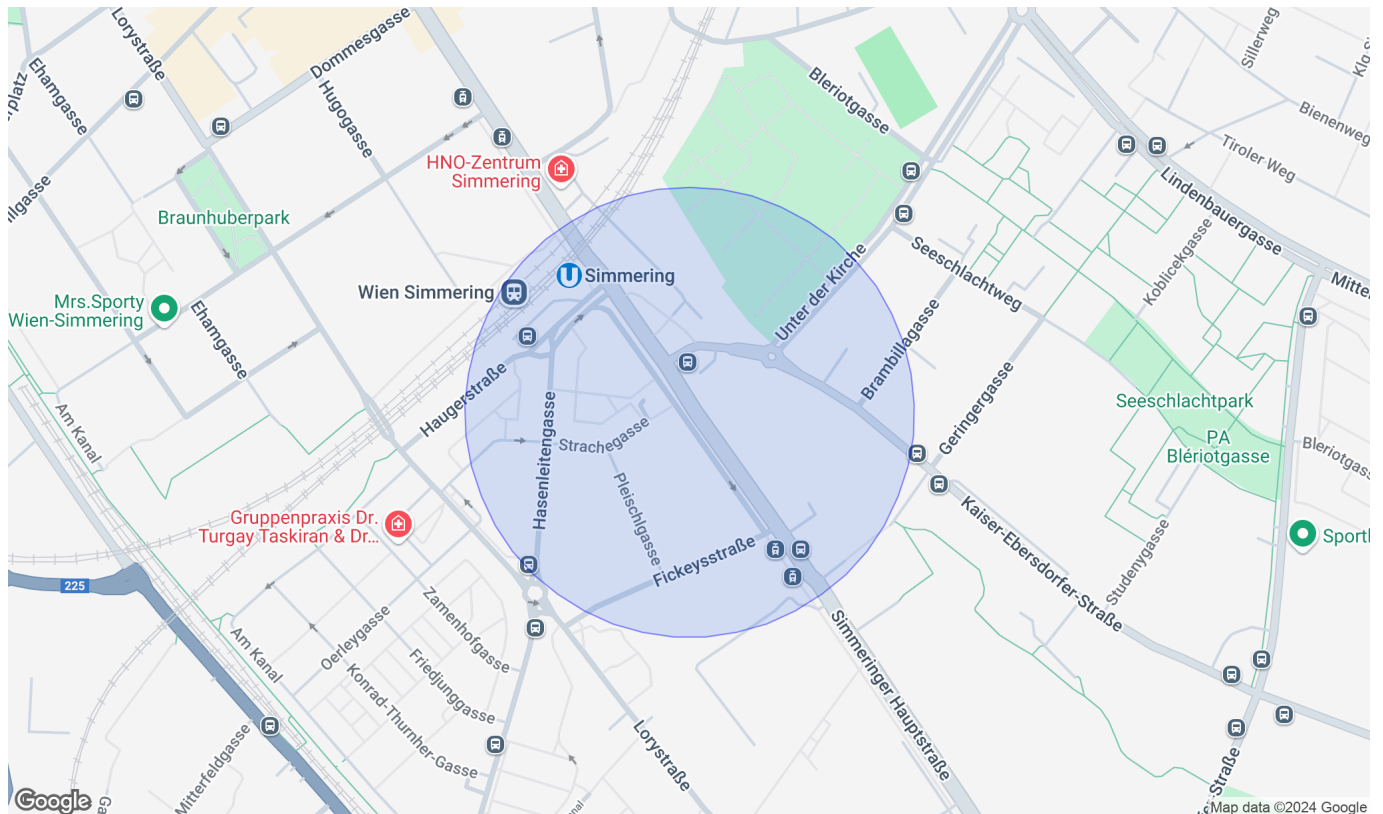 Lorystraße
Dommesgasse
Ehamgasse
Hugogasse
Bleriotgasse
Sillerweg
Bienenweg
Tiroler Weg
HNO-Zentrum
Simmering
Lindenbauergasse
Braunhuberpark
Seeschlachtweg
Koblicekgasse
Unter der Kirche
Simmering
Wien Simmering
Mrs.Sporty
Wien-Simmering
Ehamgasse
Brambillagasse
Haugerstraße
Geringergasse
Seeschlachtpark
PA
Blériotgasse
Bleriotgass
Am Kanal
Hasenleitengasse
Strachegasse
Pleischlgasse
Gruppenpraxis Dr.
Turgay Taskiran & Dr...
Fickeysstraße
Kaiser-Ebersdorfer-Straße
Studenygasse
225
Zamenhofgasse
Oerleygasse
Am Kanal
Friedjunggasse
Konrad-Thurnher-Gasse
Simmeringer Hauptstraße
Lorystraße
Mitterfeldgasse
Google
Map data ©2024 Google